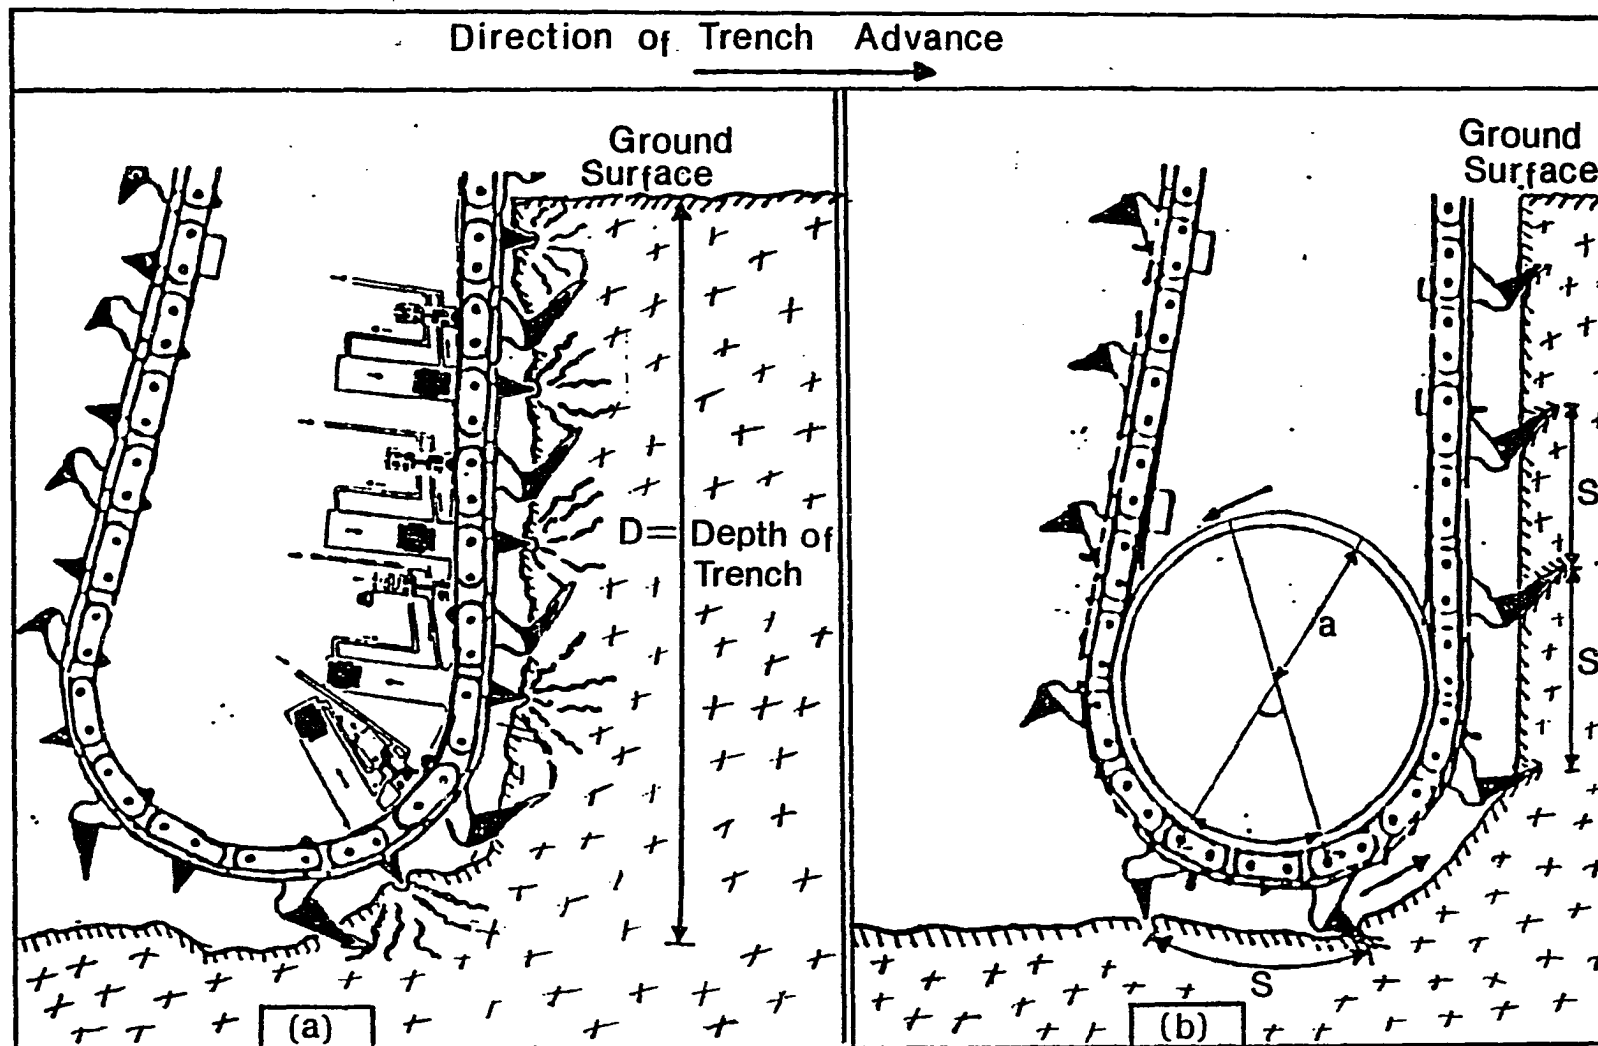 Direction of Trench Advance
Ground
Surface
D= Depth of
Trench
(a)
Ground
Surface
S
a
S
S
(b)